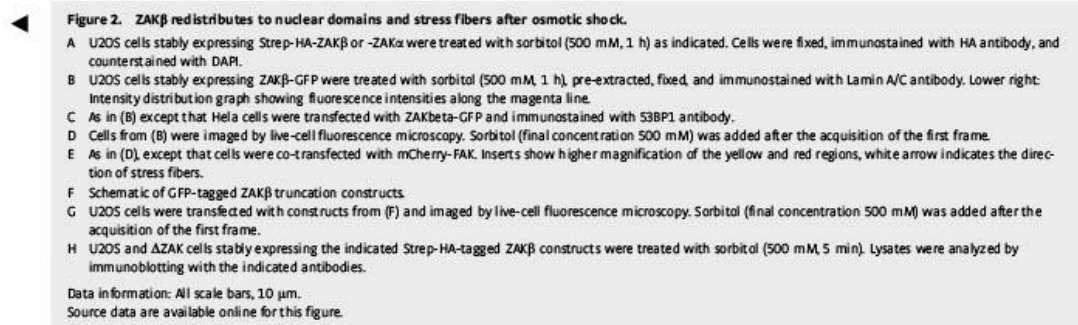 Figure 2. ZAKβ redistributes to nuclear domains and stress fibers after osmotic shock.
A U2OS cells stably expressing Strep-HA-ZAKβ or -ZAKα were treated with sorbitol (500 mM, 1 h) as indicated. Cells were fixed, immunostained with HA antibody, and
counterstained with DAPI.
B U2OS cells stably expressing ZAKβ-GFP were treated with sorbitol (500 mM, 1 h), pre-extracted, fixed, and immunostained with Lamin A/C antibody. Lower right:
Intensity distribution graph showing fluorescence intensities along the magenta line.
C As in (B) except that Hela cells were transfected with ZAKbeta-GFP and immunostained with 53BP1 antibody.
D Cells from (B) were imaged by live-cell fluorescence microscopy. Sorbitol (final concentration 500 mM) was added after the acquisition of the first frame.
E As in (D), except that cells were co-transfected with mCherry-FAK. Inserts show higher magnification of the yellow and red regions, white arrow indicates the direc-
tion of stress fibers.
F Schematic of GFP-tagged ZAKβ truncation constructs.
G U2OS cells were transfected with constructs from (F) and imaged by live-cell fluorescence microscopy. Sorbitol (final concentration 500 mM) was added after the
acquisition of the first frame.
H U2OS and ΔZAK cells stably expressing the indicated Strep-HA-tagged ZAKβ constructs were treated with sorbitol (500 mM, 5 min). Lysates were analyzed by
immunoblotting with the indicated antibodies.
Data information: All scale bars, 10 μm.
Source data are available online for this figure.